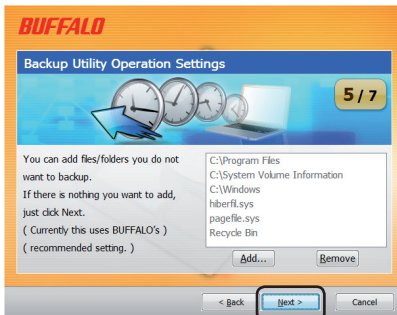 BUFFALO
Backup Utility Operation Settings
5 / 7
You can add files/folders you do not
want to backup.
If there is nothing you want to add,
just click Next.
( Currently this uses BUFFALO's )
( recommended setting. )
C:\Program Files
C:\System Volume Information
C:\Windows
hiberfil.sys
pagefile.sys
Recycle Bin
Add...
Remove
< Back
Next >
Cancel